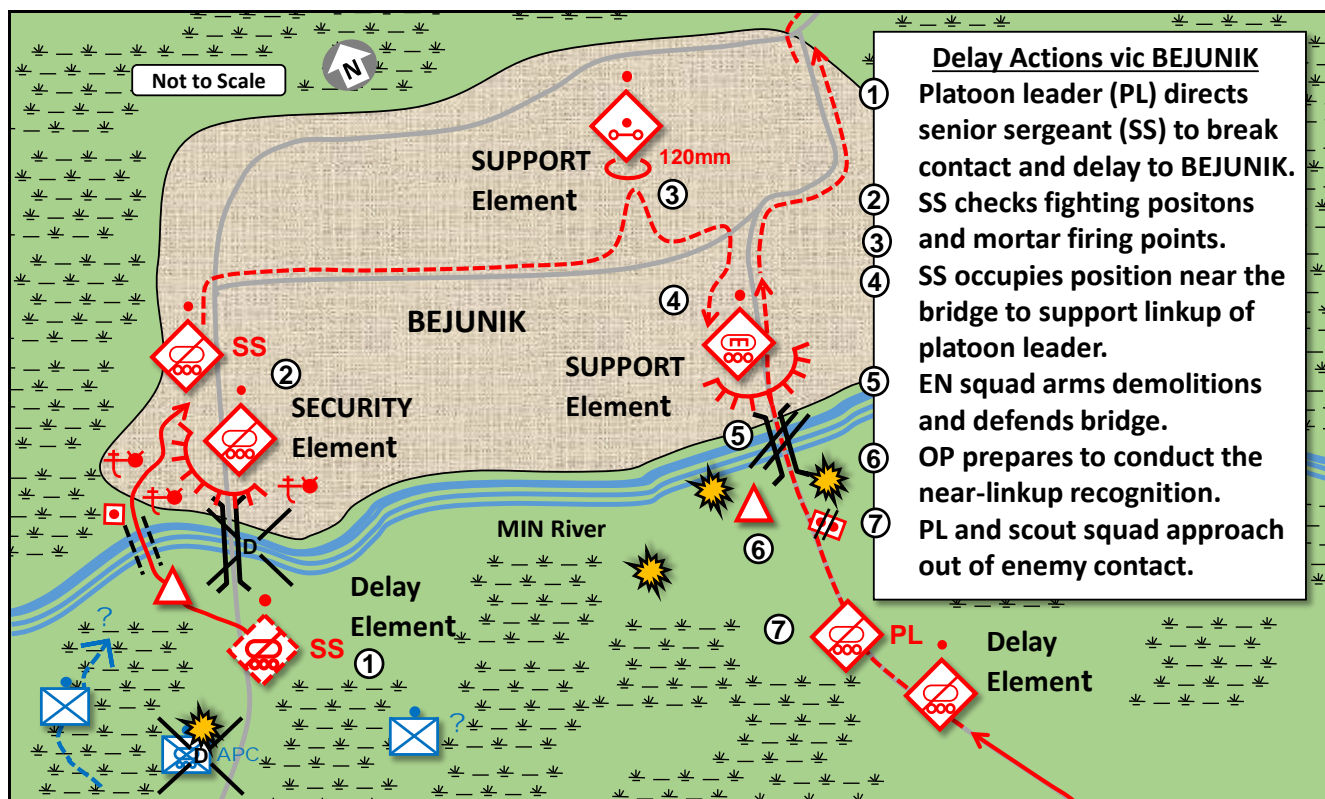 Not to Scale
N
SUPPORT
Element
120mm
3
BEJUNIK
4
SS
2
SECURITY
Element
SUPPORT
Element
5
D
MIN River
6
Delay
Element
SS
1
7
PL
Delay
Element
?
?
D
APC
Delay Actions vic BEJUNIK
1 Platoon leader (PL) directs
senior sergeant (SS) to break
contact and delay to BEJUNIK.
2 SS checks fighting positons
3 and mortar firing points.
4 SS occupies position near the
bridge to support linkup of
platoon leader.
5 EN squad arms demolitions
and defends bridge.
6 OP prepares to conduct the
near-linkup recognition.
7 PL and scout squad approach
out of enemy contact.